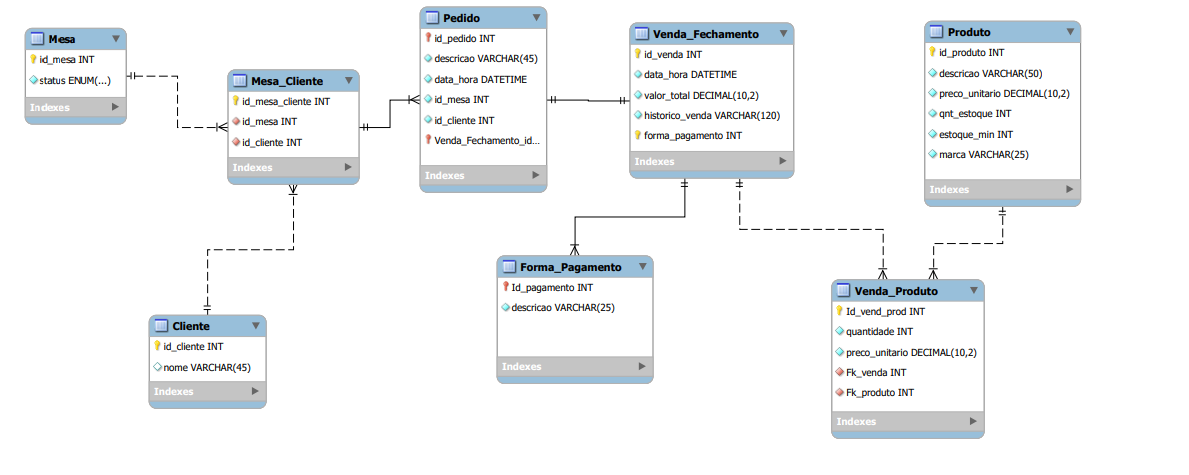 Mesa
id_mesa INT
status ENUM(...)
Indexes
Mesa_Cliente
id_mesa_cliente INT
id_mesa INT
id_cliente INT
Indexes
Pedido
id_pedido INT
descricao VARCHAR(45)
data_hora DATETIME
id_mesa INT
id_cliente INT
Venda_Fechamento_id...
Indexes
Venda_Fechamento
id_venda INT
data_hora DATETIME
valor_total DECIMAL(10,2)
historico_venda VARCHAR(120)
forma_pagamento INT
Indexes
Produto
id_produto INT
descricao VARCHAR(50)
preco_unitario DECIMAL(10,2)
qnt_estoque INT
estoque_min INT
marca VARCHAR(25)
Indexes
Cliente
id_cliente INT
nome VARCHAR(45)
Indexes
Forma_Pagamento
Id_pagamento INT
descricao VARCHAR(25)
Indexes
Venda_Produto
Id_vend_prod INT
quantidade INT
preco_unitario DECIMAL(10,2)
Fk_venda INT
Fk_produto INT
Indexes